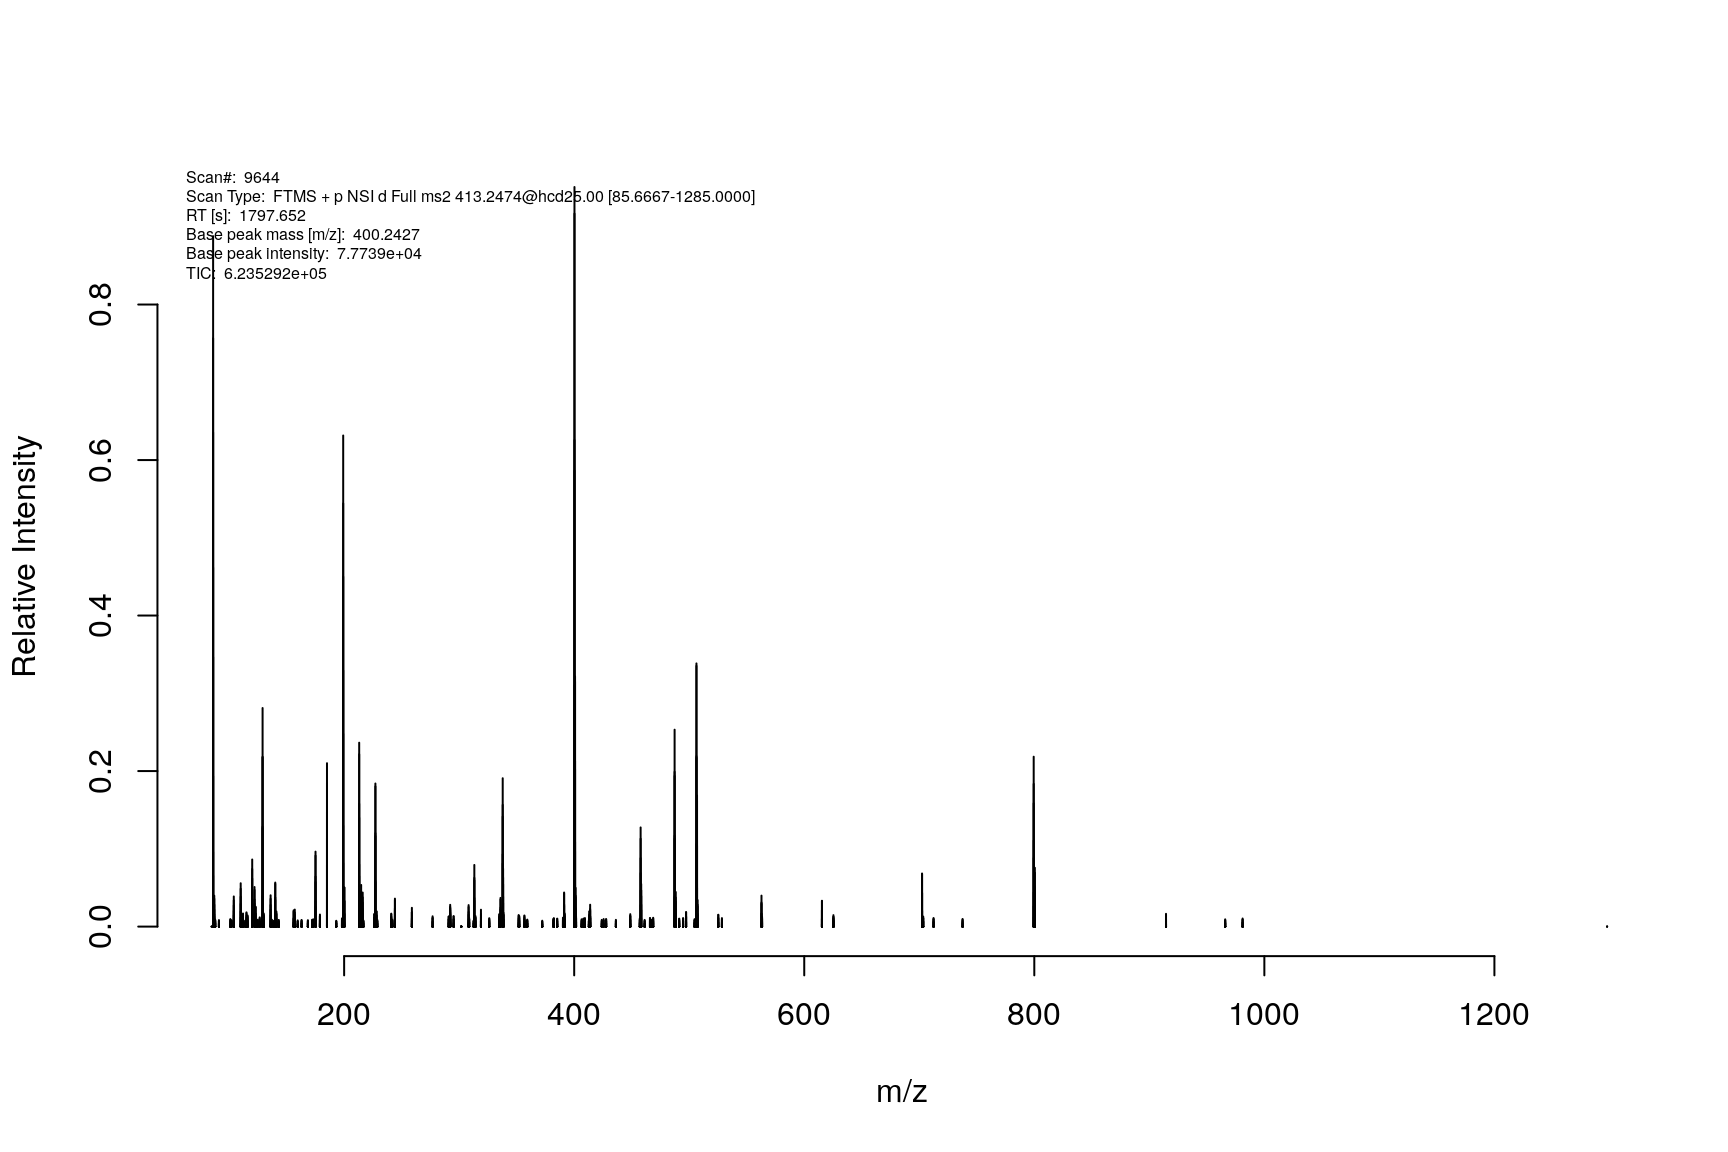 Scan#: 9644
Scan Type: FTMS + p NSI d Full ms2 413.2474@hcd25.00 [85.6667-1285.0000]
RT [s]: 1797.652
Base peak mass [m/z]: 400.2427
Base peak intensity: 7.7739e+04
TIC: 6.235292e+05
0.8
0.6
0.4
0.2
0.0
Relative Intensity
200 400 600 800 1000 1200
m/z